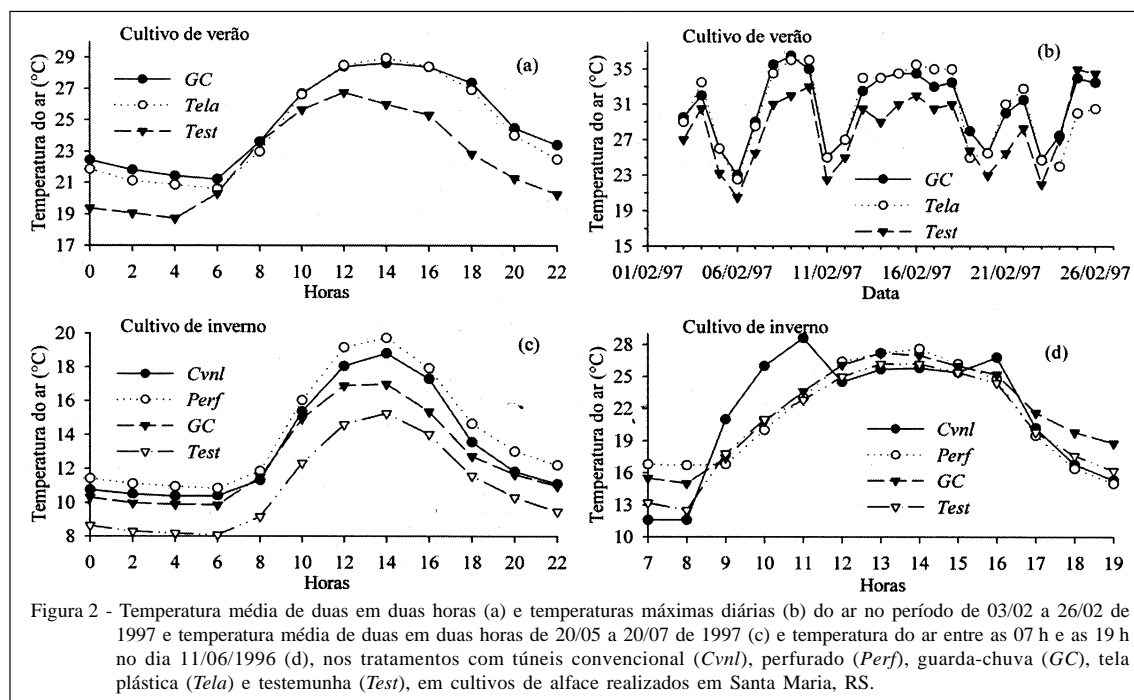 Cultivo de verão
(a)
Temperatura do ar (°C)
29
27
25
23
21
19
17
GC
Tela
Test
0 2 4 6 8 10 12 14 16 18 20 22
Horas
Cultivo de verão
(b)
Temperatura do ar (°C)
35
31
27
23
19
15
GC
Tela
Test
01/02/97 06/02/97 11/02/97 16/02/97 21/02/97 26/02/97
Data
Cultivo de inverno
(c)
Temperatura do ar (°C)
20
18
16
14
12
10
8
Cvnl
Perf
GC
Test
0 2 4 6 8 10 12 14 16 18 20 22
Horas
Cultivo de inverno
(d)
Temperatura do ar (°C)
28
25
22
19
16
13
10
Cvnl
Perf
GC
Test
7 8 9 10 11 12 13 14 15 16 17 18 19
Horas
Figura 2 - Temperatura média de duas em duas horas (a) e temperaturas máximas diárias (b) do ar no período de 03/02 a 26/02 de
1997 e temperatura média de duas em duas horas de 20/05 a 20/07 de 1997 (c) e temperatura do ar entre as 07 h e as 19 h
no dia 11/06/1996 (d), nos tratamentos com túneis convencional (Cvnl), perfurado (Perf), guarda-chuva (GC), tela
plástica (Tela) e testemunha (Test), em cultivos de alface realizados em Santa Maria, RS.